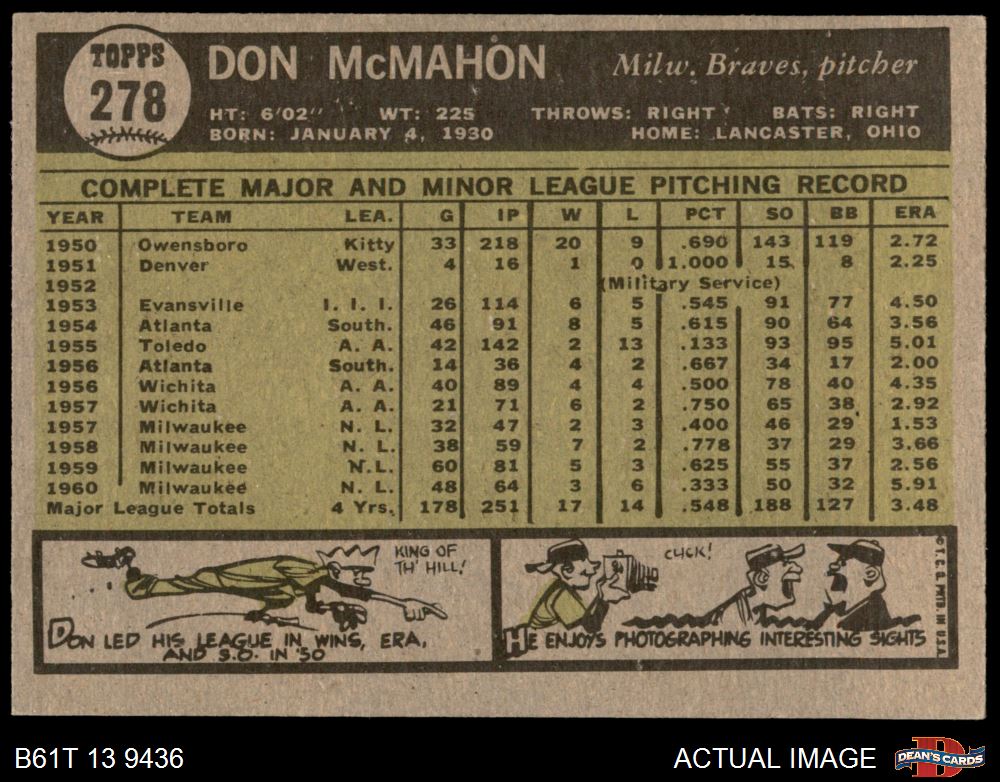 TOPPS
278
DON McMAHON
Milw. Braves, pitcher
HT: 6'02" WT: 225 THROWS: RIGHT BATS: RIGHT
BORN: JANUARY 4, 1930 HOME: LANCASTER, OHIO
COMPLETE MAJOR AND MINOR LEAGUE PITCHING RECORD
YEAR TEAM LEA. G IP W L PCT SO BB ERA
1950 Owensboro Kitty 33 218 20 9 .690 143 119 2.72
1951 Denver West. 4 16 1 0 1.000 15 8 2.25
1952 (Military Service)
1953 Evansville I. I. I. 26 114 6 5 .545 91 77 4.50
1954 Atlanta South. 46 91 8 5 .615 90 64 3.56
1955 Toledo A. A. 42 142 2 13 .133 93 95 5.01
1956 Atlanta South. 14 36 4 2 .667 34 17 2.00
1956 Wichita A. A. 40 89 4 4 .500 78 40 4.35
1957 Wichita A. A. 21 71 6 2 .750 65 38 2.92
1957 Milwaukee N. L. 32 47 2 3 .400 46 29 1.53
1958 Milwaukee N. L. 38 59 7 2 .778 37 29 3.66
1959 Milwaukee N. L. 60 81 5 3 .625 55 37 2.56
1960 Milwaukee N. L. 48 64 3 6 .333 50 32 5.91
Major League Totals 4 Yrs. 178 251 17 14 .548 188 127 3.48
KING OF
TH' HILL!
DON LED HIS LEAGUE IN WINS, ERA,
AND S.O. IN '50
CLICK!
HE ENJOYS PHOTOGRAPHING INTERESTING SIGHTS
© T. C. G. PRTD. IN U.S.A.
B61T 13 9436
ACTUAL IMAGE
DEAN'S CARDS